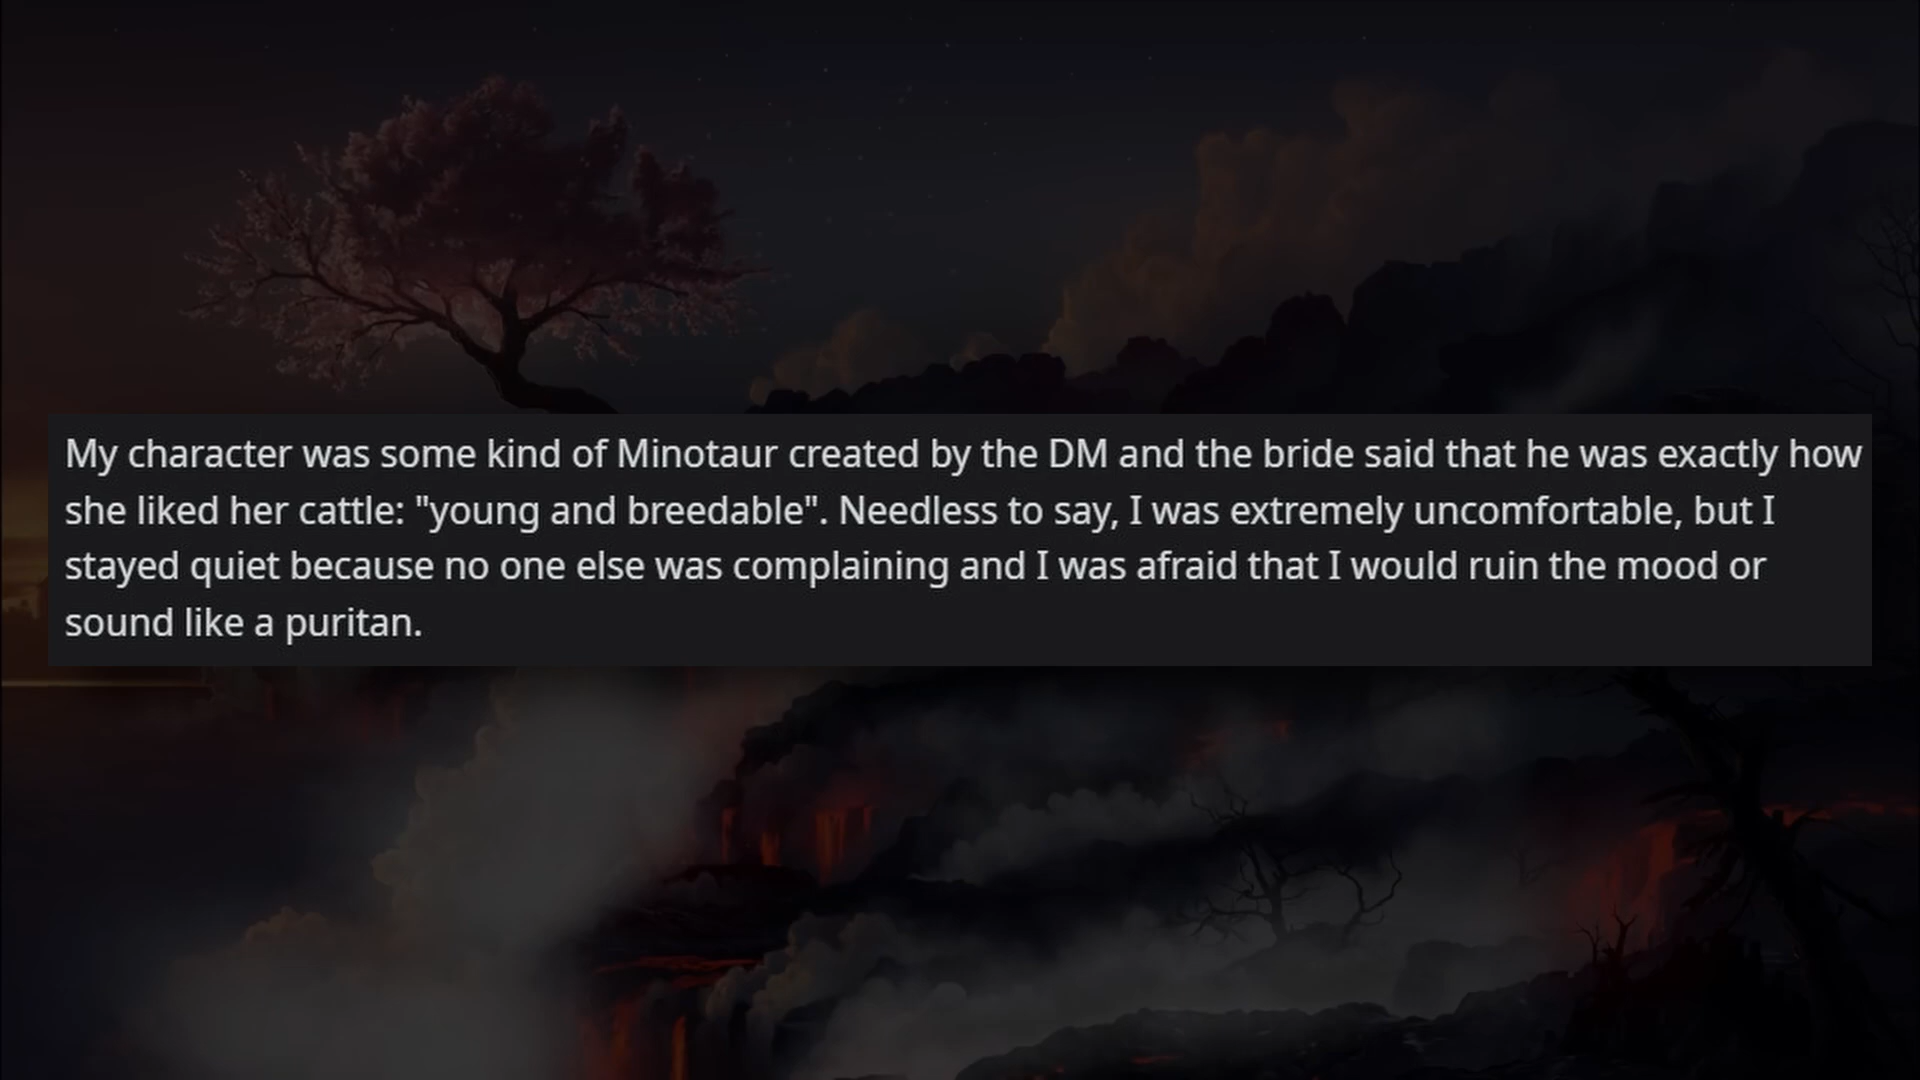 My character was some kind of Minotaur created by the DM and the bride said that he was exactly how
she liked her cattle: "young and breedable". Needless to say, I was extremely uncomfortable, but I
stayed quiet because no one else was complaining and I was afraid that I would ruin the mood or
sound like a puritan.